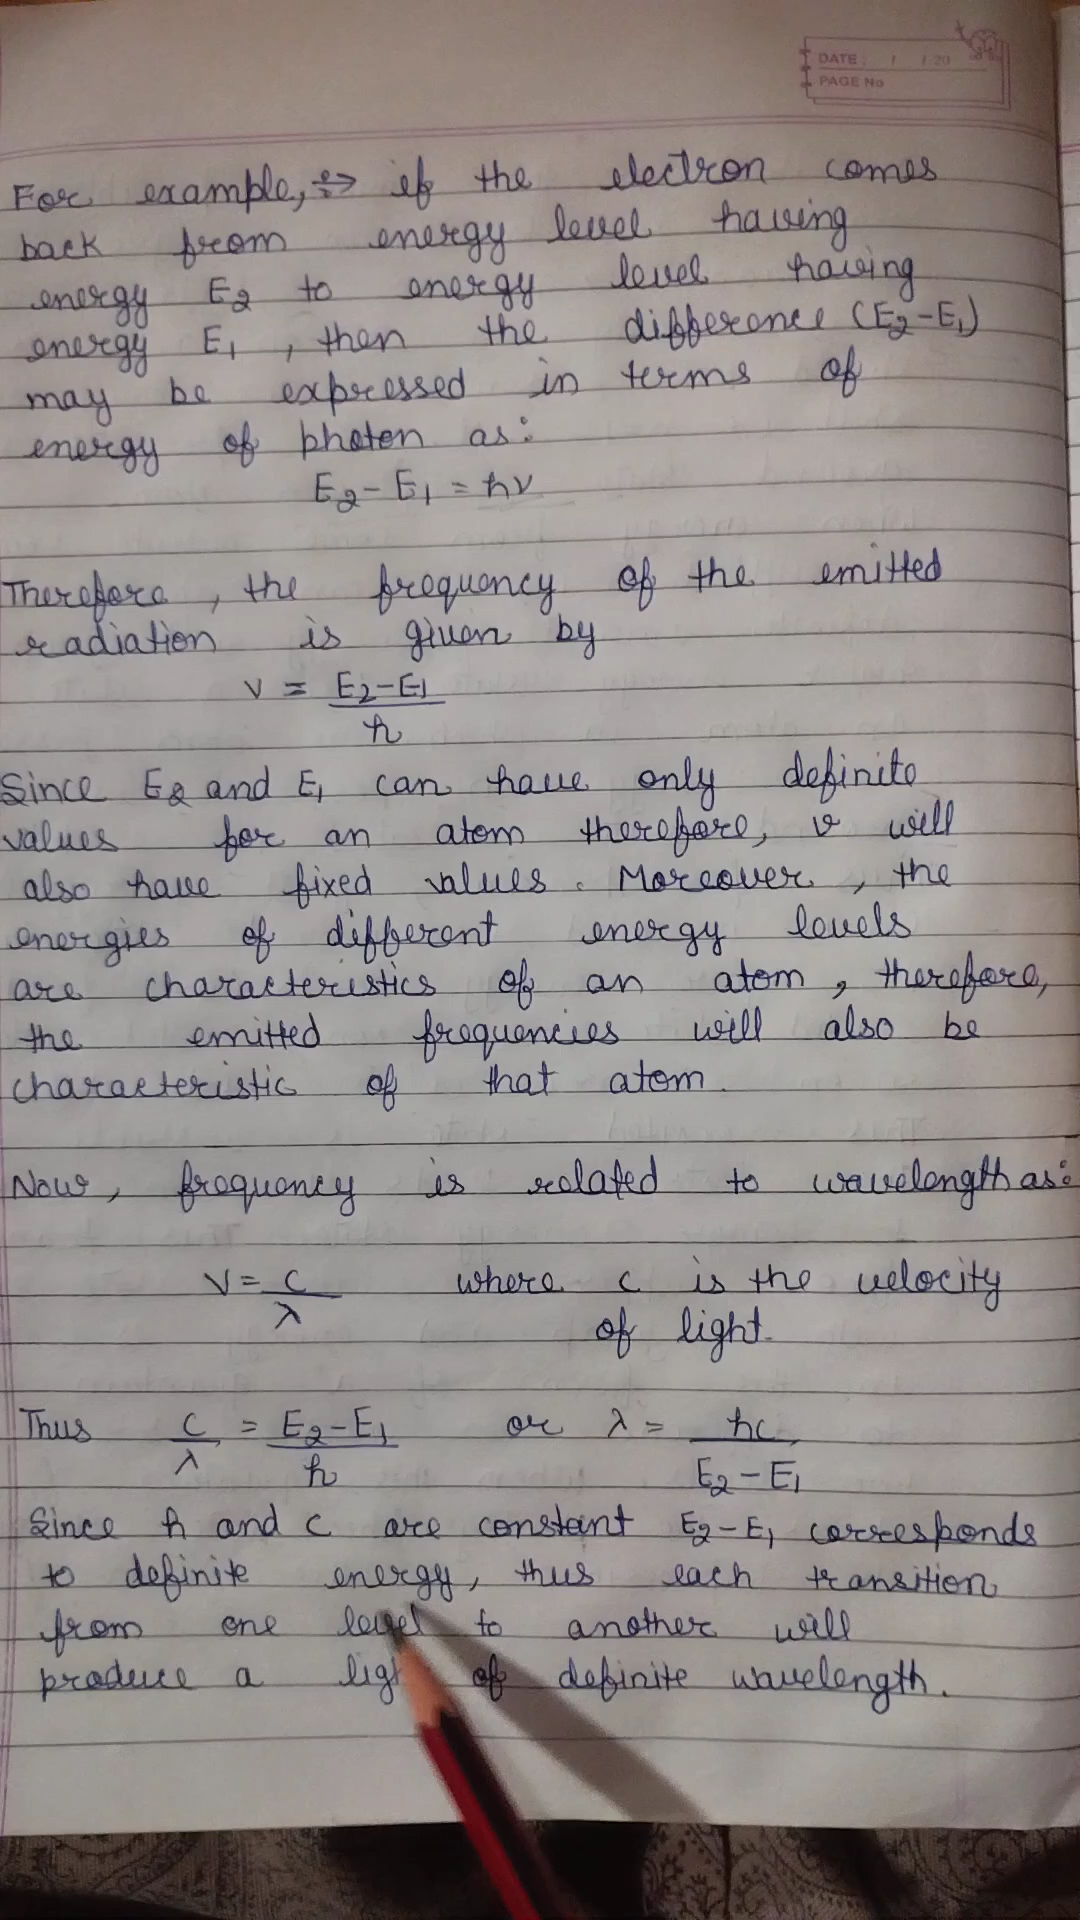 DATE: / / 20
PAGE No
For example, ÷> if the electron comes
back from energy level having
energy E₂ to energy level having
energy E₁, then the difference (E₂-E₁)
may be expressed in terms of
energy of photon as:
E₂-E₁=hν
Therefore, the frequency of the emitted
radiation is given by
ν = E₂-E₁
h
Since E₂ and E₁ can have only definite
values for an atom therefore, ν will
also have fixed values. Moreover, the
energies of different energy levels
are characteristics of an atom, therefore,
the emitted frequencies will also be
characteristic of that atom.
Now, frequency is related to wavelength as:
ν = c where c is the velocity
λ of light.
Thus c = E₂-E₁ or λ = hc
λ h E₂-E₁
Since h and c are constant E₂-E₁ corresponds
to definite energy, thus each transition
from one level to another will
produce a of definite wavelength.